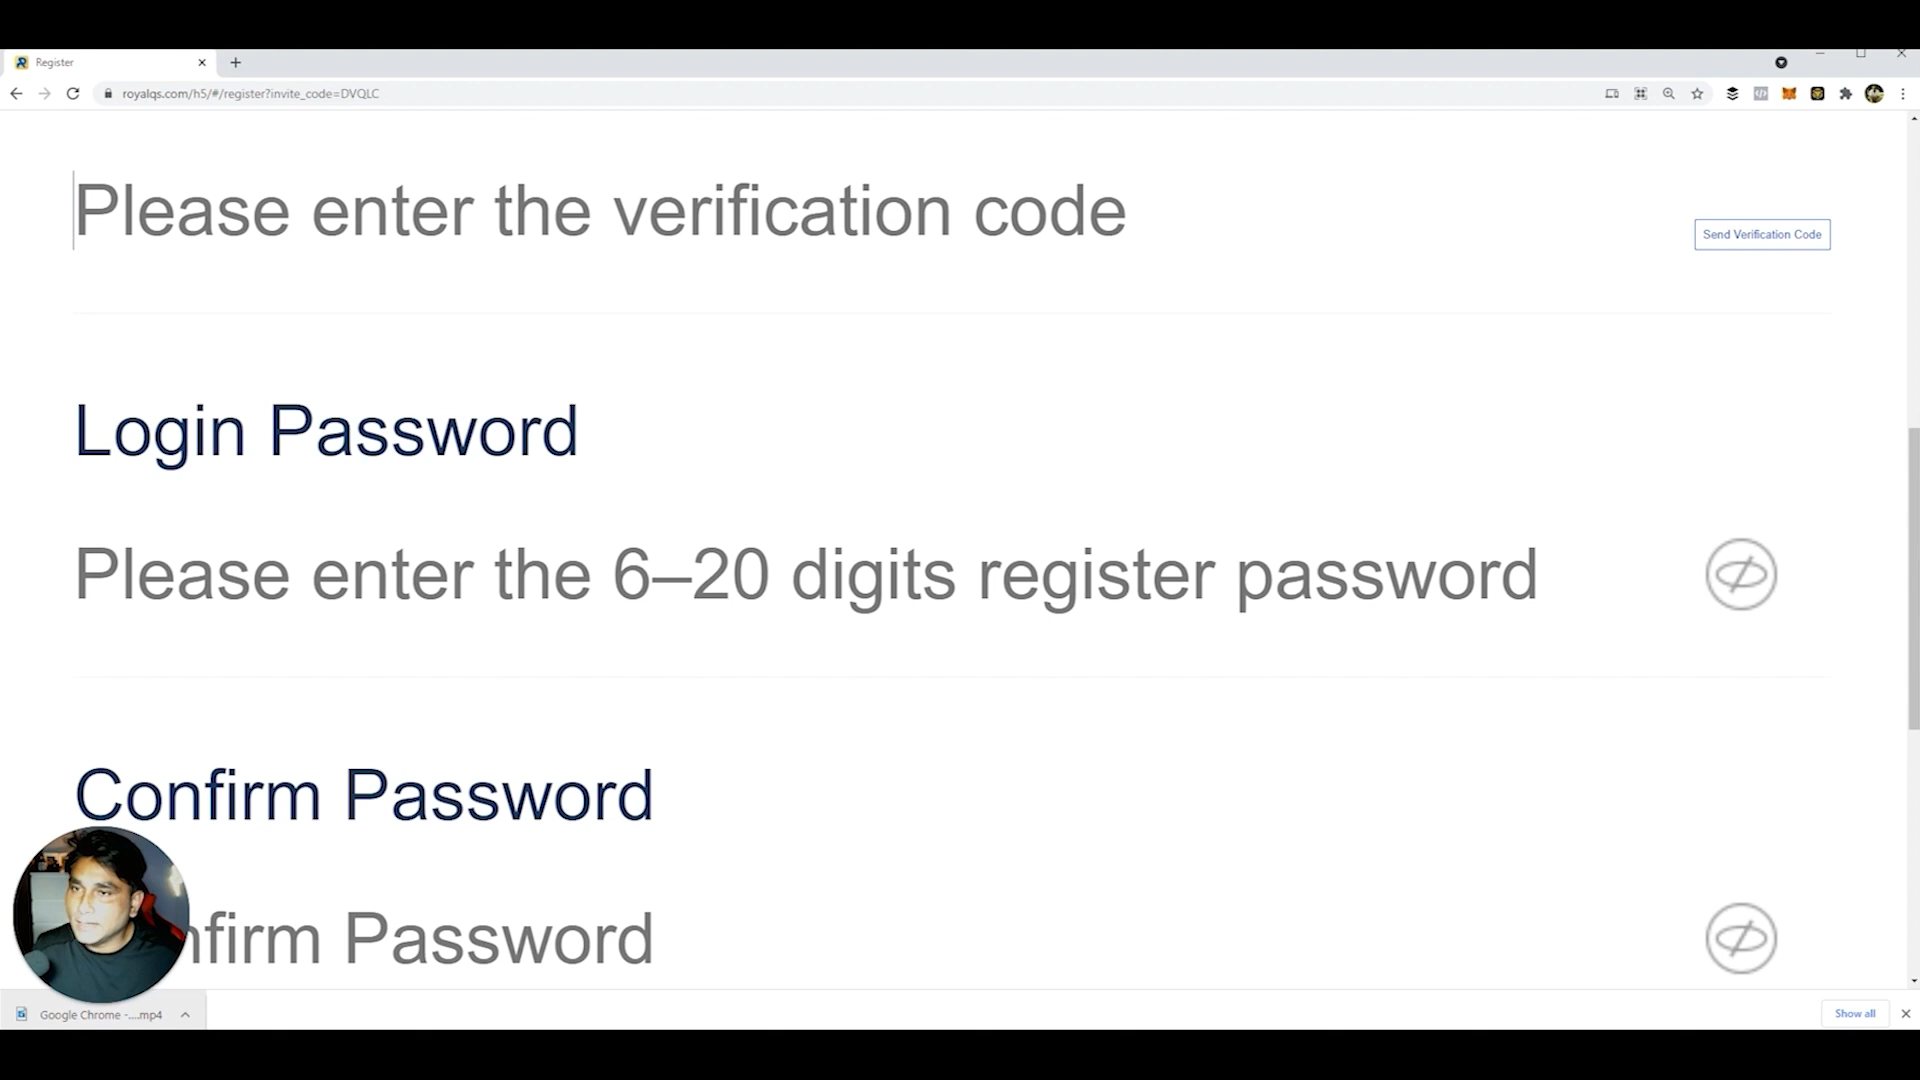 Register
royalqs.com/h5/#/register?invite_code=DVQLC
Please enter the verification code
Send Verification Code
Login Password
Please enter the 6–20 digits register password
Confirm Password
nfirm Password
Google Chrome -....mp4
Show all